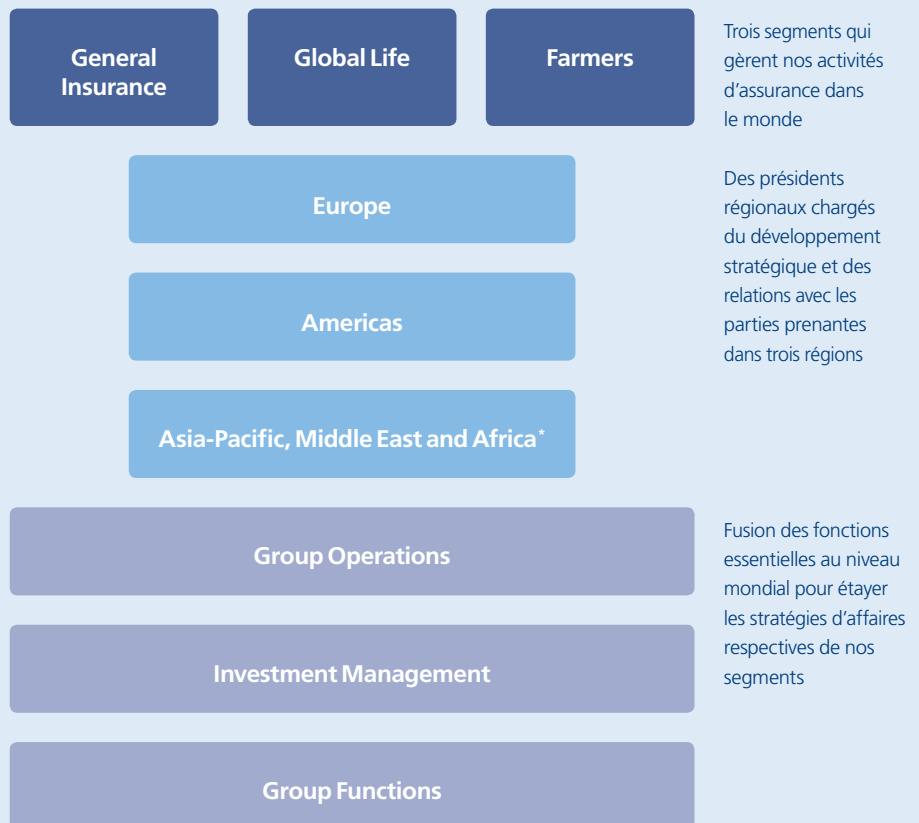 General
Insurance
Global Life
Farmers
Trois segments qui
gèrent nos activités
d’assurance dans
le monde
Europe
Americas
Asia-Pacific, Middle East and Africa*
Des présidents
régionaux chargés
du développement
stratégique et des
relations avec les
parties prenantes
dans trois régions
Group Operations
Investment Management
Group Functions
Fusion des fonctions
essentielles au niveau
mondial pour étayer
les stratégies d’affaires
respectives de nos
segments